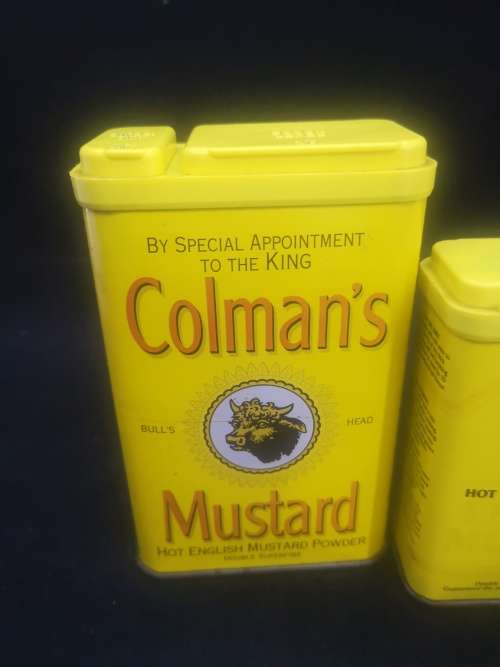 BY SPECIAL APPOINTMENT
TO THE KING
Colman's
BULL'S HEAD
Mustard
HOT ENGLISH MUSTARD POWDER
DOUBLE SUPERFINE
HOT